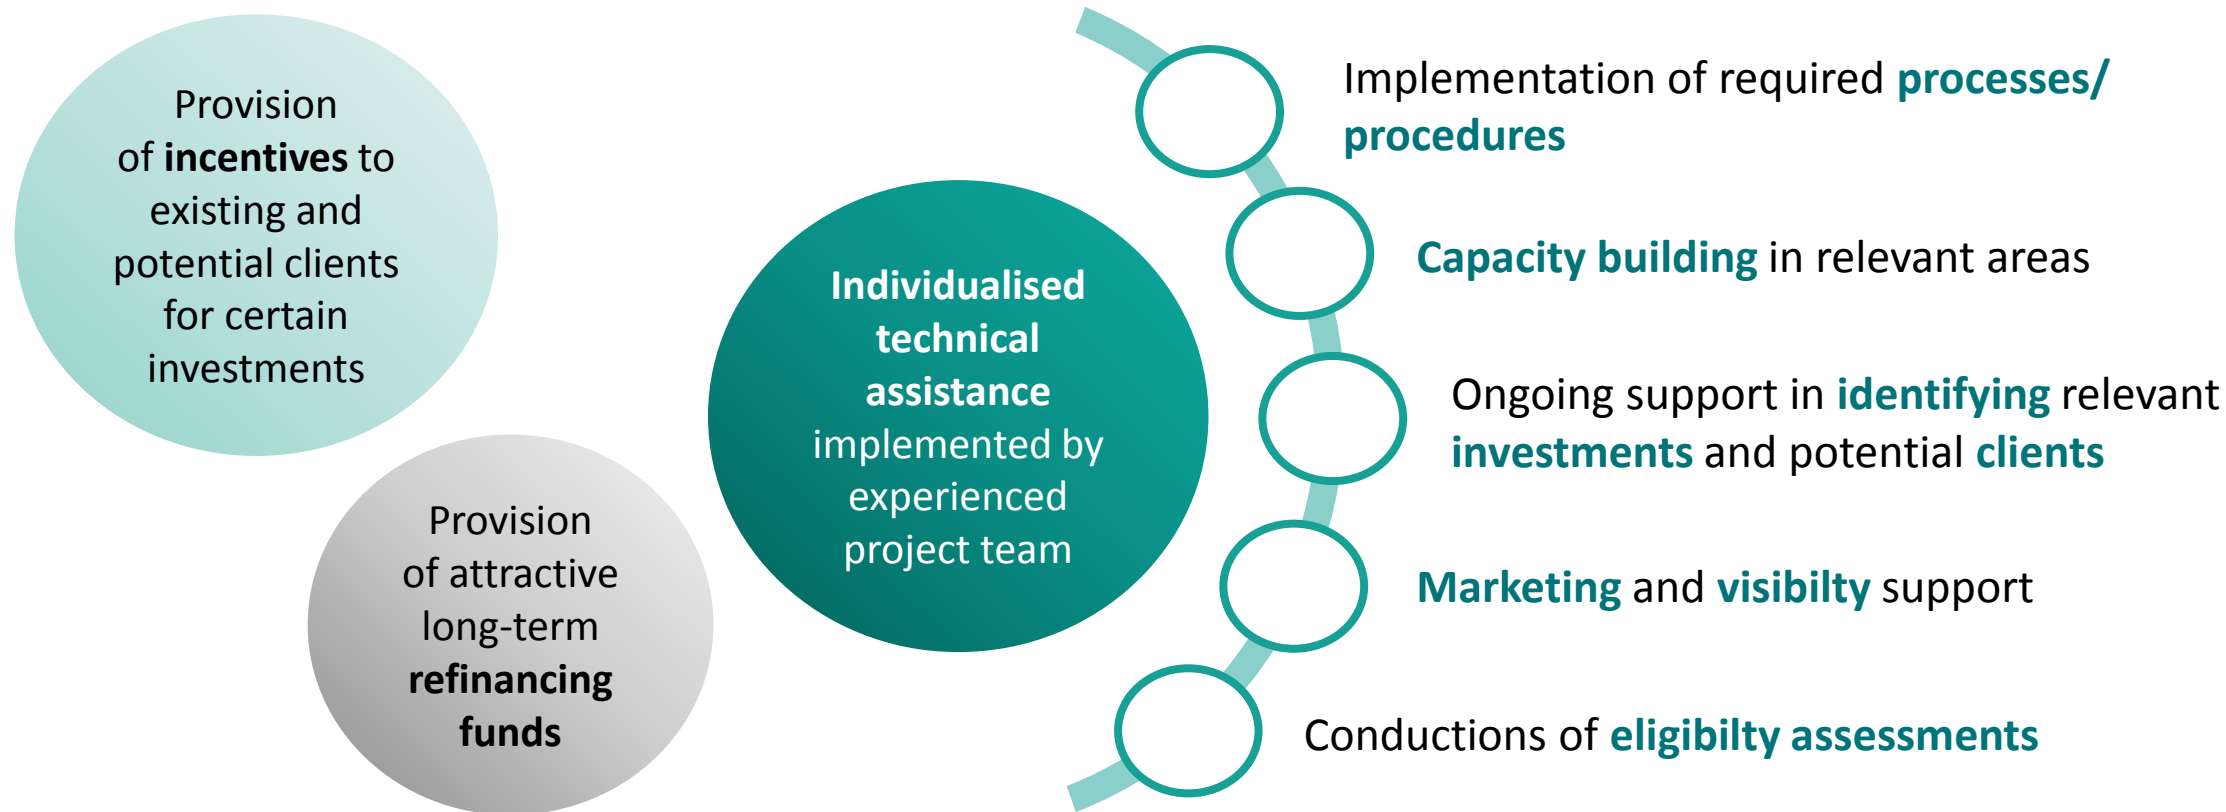 Provision
of incentives to
existing and
potential clients
for certain
investments
Provision
of attractive
long-term
refinancing
funds
Individualised
technical
assistance
implemented by
experienced
project team
Implementation of required processes/
procedures
Capacity building in relevant areas
Ongoing support in identifying relevant
investments and potential clients
Marketing and visibilty support
Conductions of eligibilty assessments